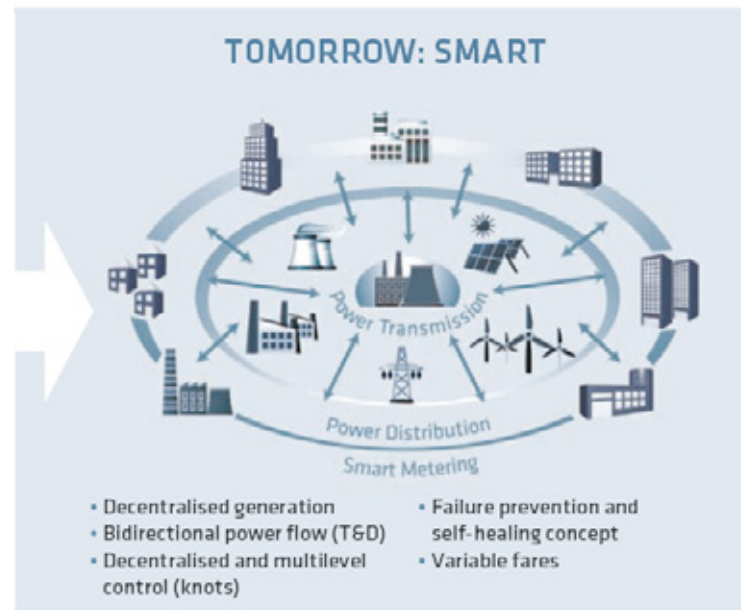 TOMORROW: SMART
Power Transmission
Power Distribution
Smart Metering
▪ Decentralised generation
▪ Bidirectional power flow (T&D)
▪ Decentralised and multilevel
control (knots)
▪ Failure prevention and
self-healing concept
▪ Variable fares